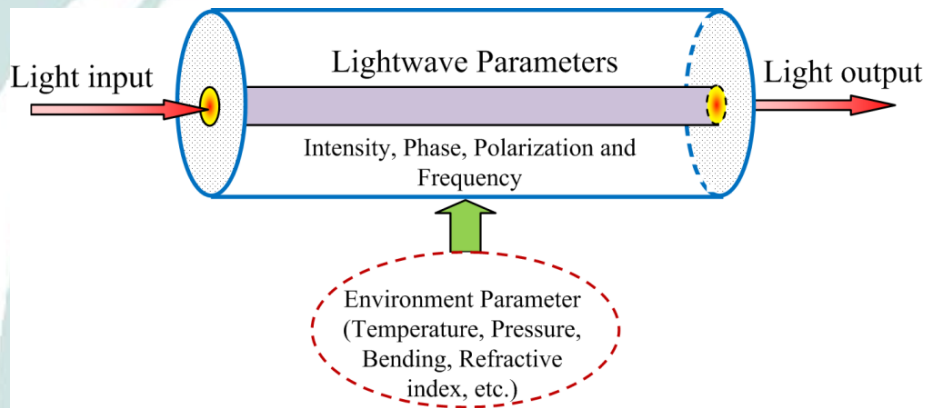 Light input
Lightwave Parameters
Light output
Intensity, Phase, Polarization and
Frequency
Environment Parameter
(Temperature, Pressure,
Bending, Refractive
index, etc.)